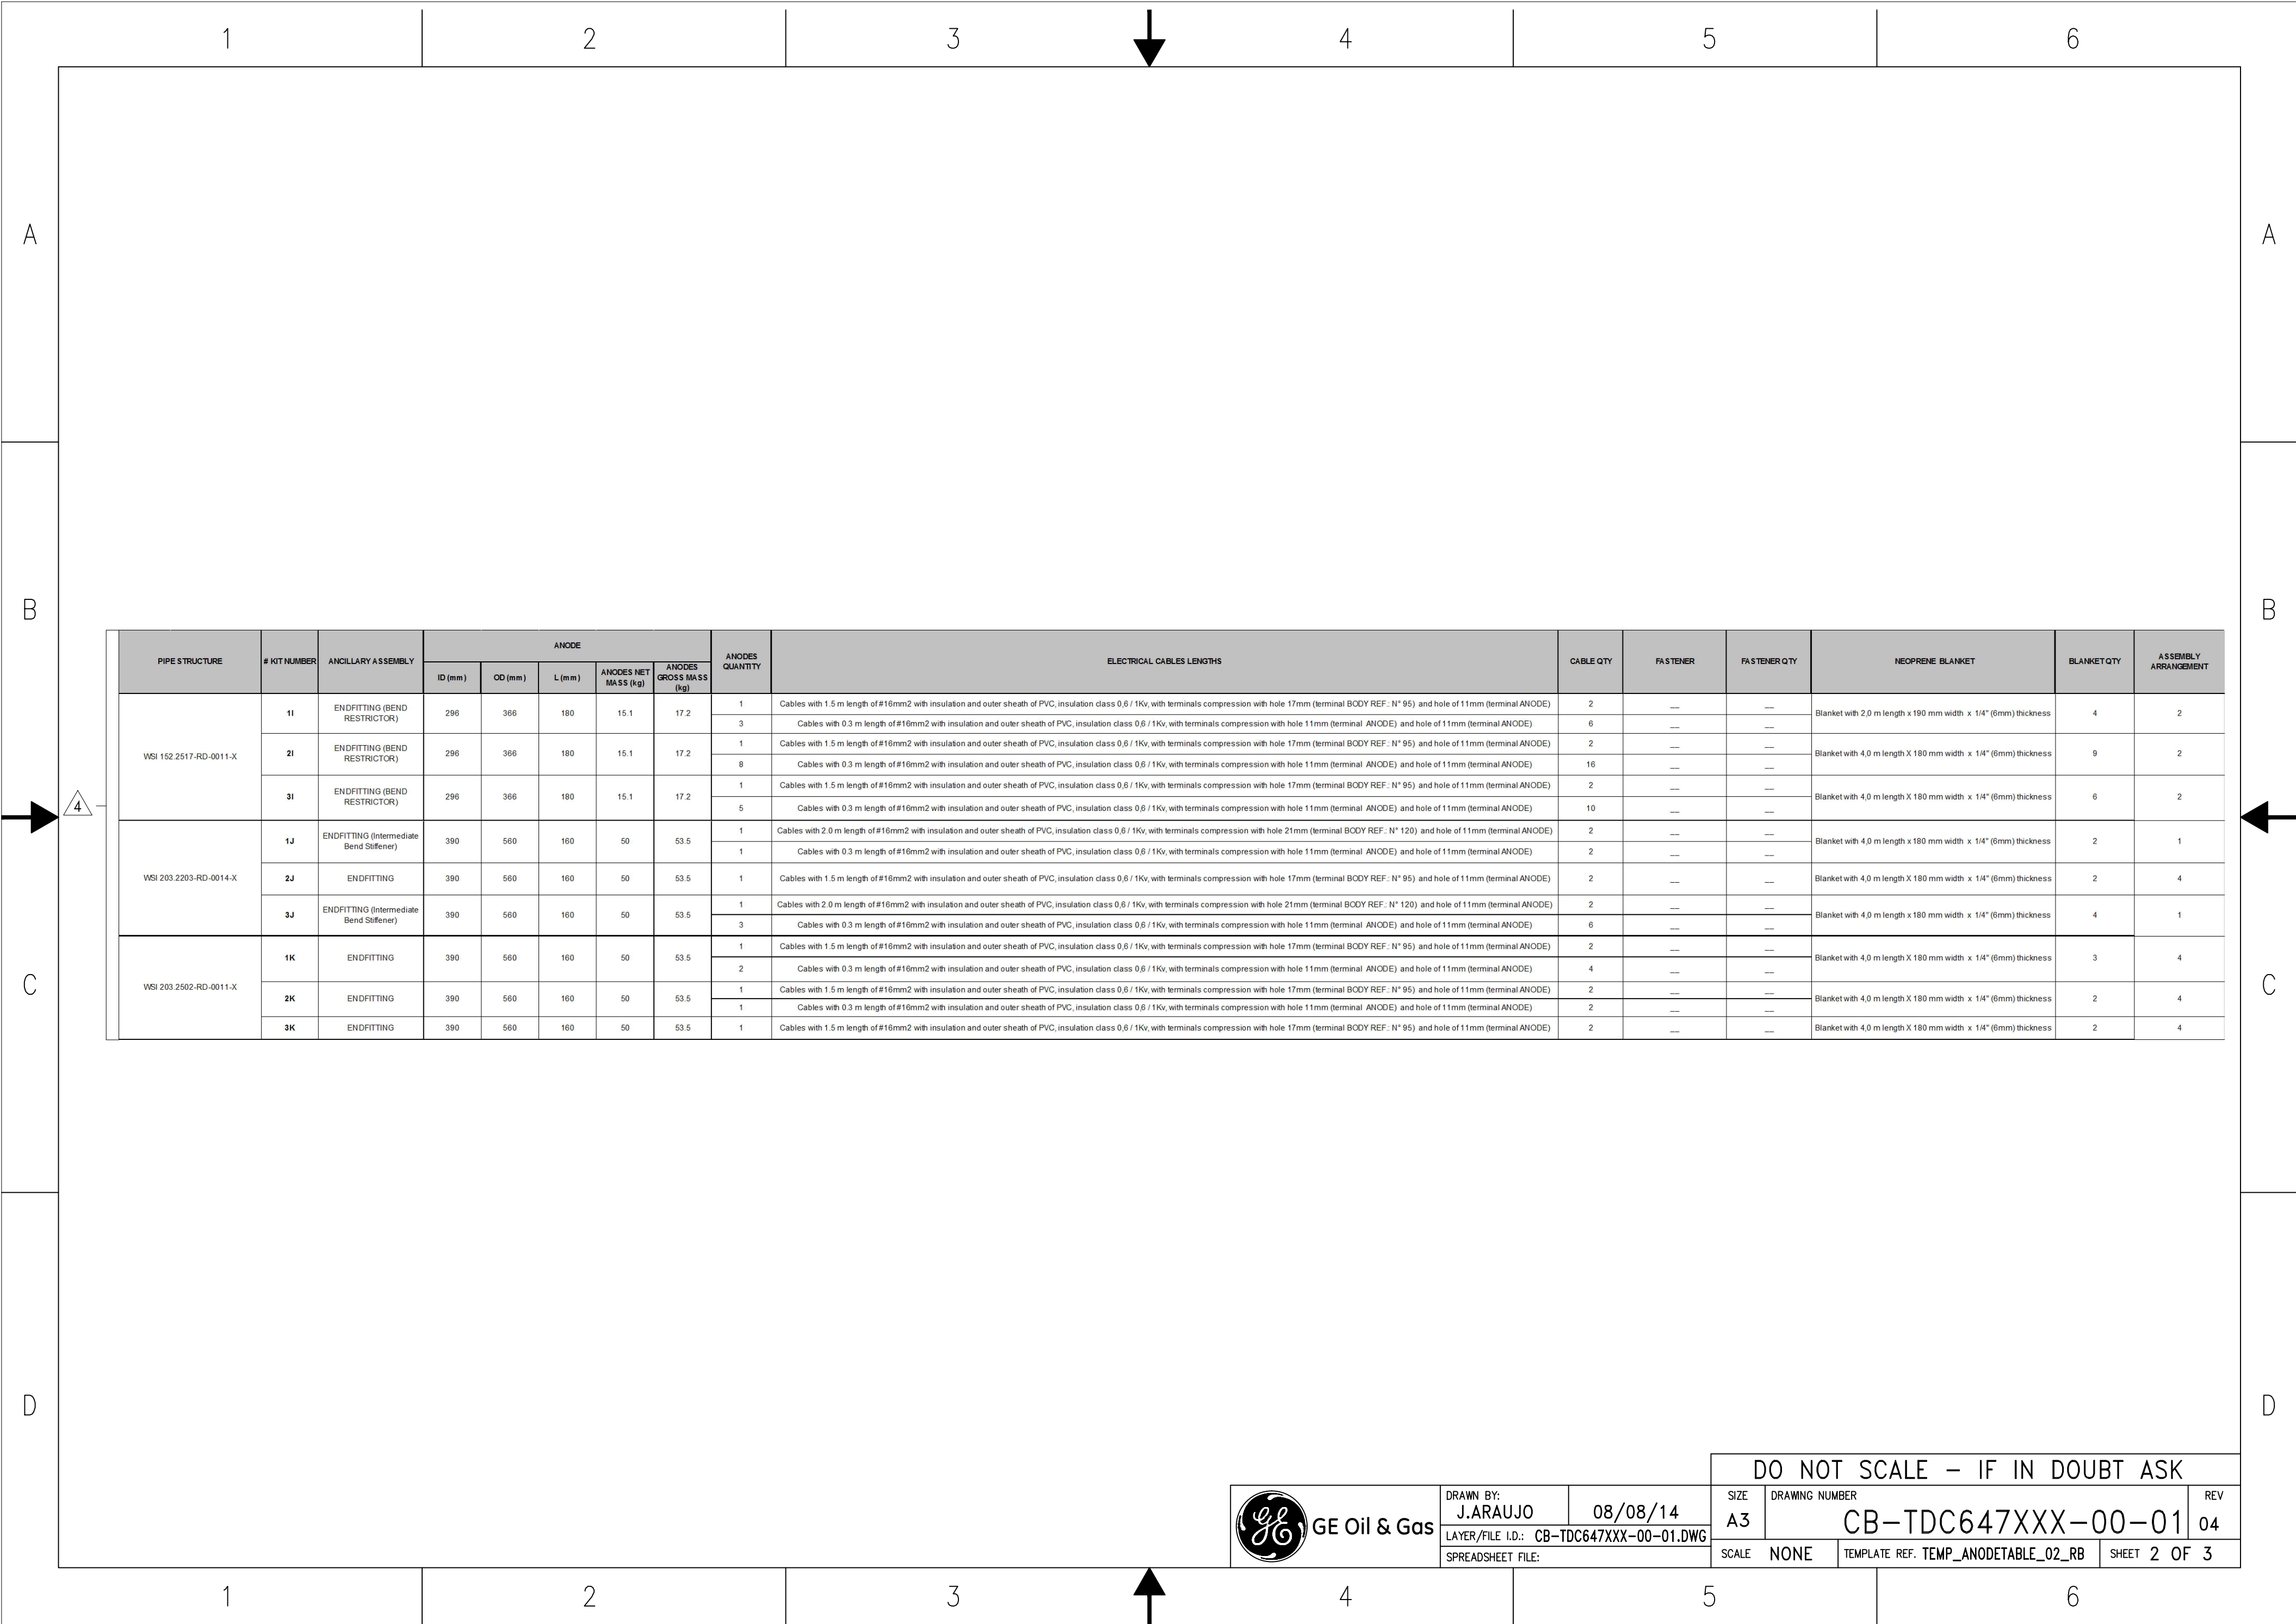 1 2 3 4 5 6
A A
B B
C C
D D
4
PIPE STRUCTURE # KIT NUMBER ANCILLARY ASSEMBLY ANODE ANODES QUANTITY ELECTRICAL CABLES LENGTHS CABLE QTY FASTENER FASTENER QTY NEOPRENE BLANKET BLANKET QTY ASSEMBLY ARRANGEMENT
ID (mm) OD (mm) L (mm) ANODES NET MASS (kg) ANODES GROSS MASS (kg)
WSI 152.2517-RD-0011-X
1I ENDFITTING (BEND RESTRICTOR) 296 366 180 15.1 17.2
1 Cables with 1.5 m length of #16mm2 with insulation and outer sheath of PVC, insulation class 0,6 / 1Kv, with terminals compression with hole 17mm (terminal BODY REF.: N° 95) and hole of 11mm (terminal ANODE) 2 __ __
3 Cables with 0.3 m length of #16mm2 with insulation and outer sheath of PVC, insulation class 0,6 / 1Kv, with terminals compression with hole 11mm (terminal ANODE) and hole of 11mm (terminal ANODE) 6 __ __
Blanket with 2,0 m length x 190 mm width x 1/4" (6mm) thickness 4 2
2I ENDFITTING (BEND RESTRICTOR) 296 366 180 15.1 17.2
1 Cables with 1.5 m length of #16mm2 with insulation and outer sheath of PVC, insulation class 0,6 / 1Kv, with terminals compression with hole 17mm (terminal BODY REF.: N° 95) and hole of 11mm (terminal ANODE) 2 __ __
8 Cables with 0.3 m length of #16mm2 with insulation and outer sheath of PVC, insulation class 0,6 / 1Kv, with terminals compression with hole 11mm (terminal ANODE) and hole of 11mm (terminal ANODE) 16 __ __
Blanket with 4,0 m length X 180 mm width x 1/4" (6mm) thickness 9 2
3I ENDFITTING (BEND RESTRICTOR) 296 366 180 15.1 17.2
1 Cables with 1.5 m length of #16mm2 with insulation and outer sheath of PVC, insulation class 0,6 / 1Kv, with terminals compression with hole 17mm (terminal BODY REF.: N° 95) and hole of 11mm (terminal ANODE) 2 __ __
5 Cables with 0.3 m length of #16mm2 with insulation and outer sheath of PVC, insulation class 0,6 / 1Kv, with terminals compression with hole 11mm (terminal ANODE) and hole of 11mm (terminal ANODE) 10 __ __
Blanket with 4,0 m length X 180 mm width x 1/4" (6mm) thickness 6 2
WSI 203.2203-RD-0014-X
1J ENDFITTING (Intermediate Bend Stiffener) 390 560 160 50 53.5
1 Cables with 2.0 m length of #16mm2 with insulation and outer sheath of PVC, insulation class 0,6 / 1Kv, with terminals compression with hole 21mm (terminal BODY REF.: N° 120) and hole of 11mm (terminal ANODE) 2 __ __
1 Cables with 0.3 m length of #16mm2 with insulation and outer sheath of PVC, insulation class 0,6 / 1Kv, with terminals compression with hole 11mm (terminal ANODE) and hole of 11mm (terminal ANODE) 2 __ __
Blanket with 4,0 m length x 180 mm width x 1/4" (6mm) thickness 2 1
2J ENDFITTING 390 560 160 50 53.5
1 Cables with 1.5 m length of #16mm2 with insulation and outer sheath of PVC, insulation class 0,6 / 1Kv, with terminals compression with hole 17mm (terminal BODY REF.: N° 95) and hole of 11mm (terminal ANODE) 2 __ __
Blanket with 4,0 m length X 180 mm width x 1/4" (6mm) thickness 2 4
3J ENDFITTING (Intermediate Bend Stiffener) 390 560 160 50 53.5
1 Cables with 2.0 m length of #16mm2 with insulation and outer sheath of PVC, insulation class 0,6 / 1Kv, with terminals compression with hole 21mm (terminal BODY REF.: N° 120) and hole of 11mm (terminal ANODE) 2 __ __
3 Cables with 0.3 m length of #16mm2 with insulation and outer sheath of PVC, insulation class 0,6 / 1Kv, with terminals compression with hole 11mm (terminal ANODE) and hole of 11mm (terminal ANODE) 6 __ __
Blanket with 4,0 m length x 180 mm width x 1/4" (6mm) thickness 4 1
WSI 203.2502-RD-0011-X
1K ENDFITTING 390 560 160 50 53.5
1 Cables with 1.5 m length of #16mm2 with insulation and outer sheath of PVC, insulation class 0,6 / 1Kv, with terminals compression with hole 17mm (terminal BODY REF.: N° 95) and hole of 11mm (terminal ANODE) 2 __ __
2 Cables with 0.3 m length of #16mm2 with insulation and outer sheath of PVC, insulation class 0,6 / 1Kv, with terminals compression with hole 11mm (terminal ANODE) and hole of 11mm (terminal ANODE) 4 __ __
Blanket with 4,0 m length X 180 mm width x 1/4" (6mm) thickness 3 4
2K ENDFITTING 390 560 160 50 53.5
1 Cables with 1.5 m length of #16mm2 with insulation and outer sheath of PVC, insulation class 0,6 / 1Kv, with terminals compression with hole 17mm (terminal BODY REF.: N° 95) and hole of 11mm (terminal ANODE) 2 __ __
1 Cables with 0.3 m length of #16mm2 with insulation and outer sheath of PVC, insulation class 0,6 / 1Kv, with terminals compression with hole 11mm (terminal ANODE) and hole of 11mm (terminal ANODE) 2 __ __
Blanket with 4,0 m length X 180 mm width x 1/4" (6mm) thickness 2 4
3K ENDFITTING 390 560 160 50 53.5
1 Cables with 1.5 m length of #16mm2 with insulation and outer sheath of PVC, insulation class 0,6 / 1Kv, with terminals compression with hole 17mm (terminal BODY REF.: N° 95) and hole of 11mm (terminal ANODE) 2 __ __
Blanket with 4,0 m length X 180 mm width x 1/4" (6mm) thickness 2 4
DO NOT SCALE – IF IN DOUBT ASK
GE GE Oil & Gas
DRAWN BY: J.ARAUJO 08/08/14
LAYER/FILE I.D.: CB–TDC647XXX–00–01.DWG
SPREADSHEET FILE:
SIZE A3 DRAWING NUMBER CB–TDC647XXX–00–01 REV 04
SCALE NONE TEMPLATE REF. TEMP_ANODETABLE_02_RB SHEET 2 OF 3
1 2 3 4 5 6